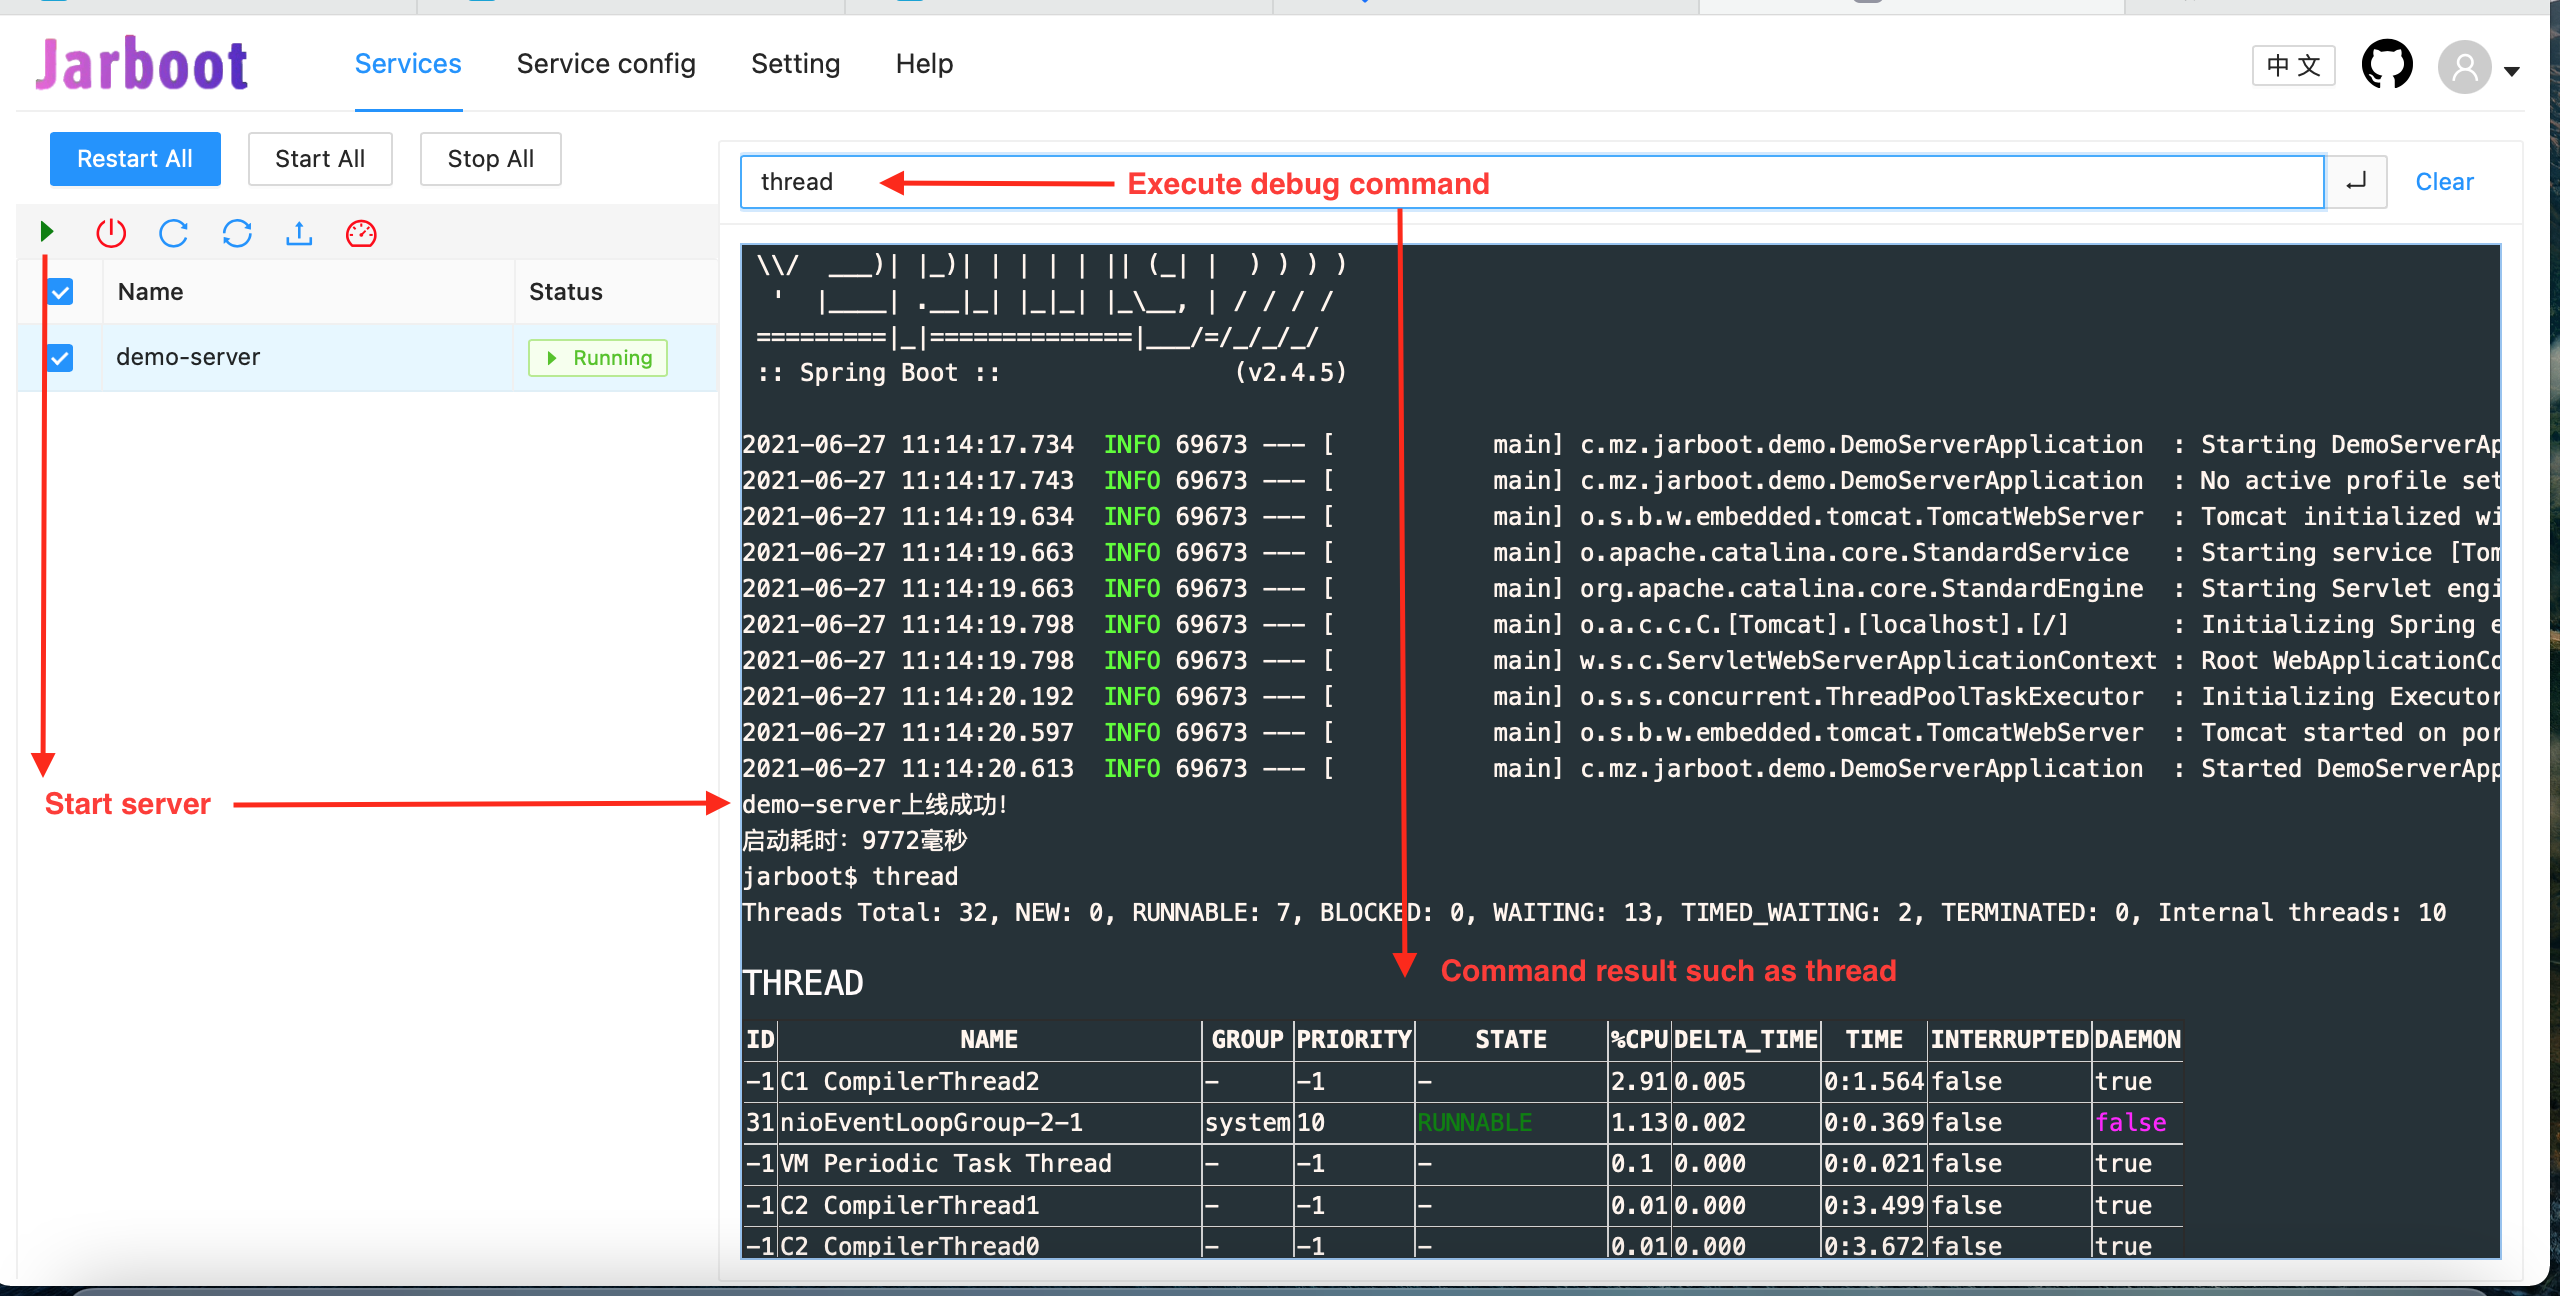 Jarboot
Services
Service config
Setting
Help
中 文
Restart All
Start All
Stop All
thread
Execute debug command
Clear
Name
Status
demo-server
Running
\\/  ___)| |_)| | | | | || (_| |  ) ) ) )
'  |____| .__|_| |_|_| |_\__, | / / / /
=========|_|==============|___/=/_/_/_/
:: Spring Boot ::                (v2.4.5)
2021-06-27 11:14:17.734  INFO 69673 --- [           main] c.mz.jarboot.demo.DemoServerApplication  : Starting DemoServerAp
2021-06-27 11:14:17.743  INFO 69673 --- [           main] c.mz.jarboot.demo.DemoServerApplication  : No active profile set
2021-06-27 11:14:19.634  INFO 69673 --- [           main] o.s.b.w.embedded.tomcat.TomcatWebServer  : Tomcat initialized wi
2021-06-27 11:14:19.663  INFO 69673 --- [           main] o.apache.catalina.core.StandardService   : Starting service [Tom
2021-06-27 11:14:19.663  INFO 69673 --- [           main] org.apache.catalina.core.StandardEngine  : Starting Servlet engi
2021-06-27 11:14:19.798  INFO 69673 --- [           main] o.a.c.c.C.[Tomcat].[localhost].[/]       : Initializing Spring e
2021-06-27 11:14:19.798  INFO 69673 --- [           main] w.s.c.ServletWebServerApplicationContext : Root WebApplicationCo
2021-06-27 11:14:20.192  INFO 69673 --- [           main] o.s.s.concurrent.ThreadPoolTaskExecutor  : Initializing Executor
2021-06-27 11:14:20.597  INFO 69673 --- [           main] o.s.b.w.embedded.tomcat.TomcatWebServer  : Tomcat started on por
2021-06-27 11:14:20.613  INFO 69673 --- [           main] c.mz.jarboot.demo.DemoServerApplication  : Started DemoServerApp
Start server
demo-server上线成功!
启动耗时: 9772毫秒
jarboot$ thread
Threads Total: 32, NEW: 0, RUNNABLE: 7, BLOCKED: 0, WAITING: 13, TIMED_WAITING: 2, TERMINATED: 0, Internal threads: 10
Command result such as thread
THREAD
ID NAME GROUP PRIORITY STATE %CPU DELTA_TIME TIME INTERRUPTED DAEMON
-1 C1 CompilerThread2 - -1 - 2.91 0.005 0:1.564 false true
31 nioEventLoopGroup-2-1 system 10 RUNNABLE 1.13 0.002 0:0.369 false false
-1 VM Periodic Task Thread - -1 - 0.1 0.000 0:0.021 false true
-1 C2 CompilerThread1 - -1 - 0.01 0.000 0:3.499 false true
-1 C2 CompilerThread0 - -1 - 0.01 0.000 0:3.672 false true